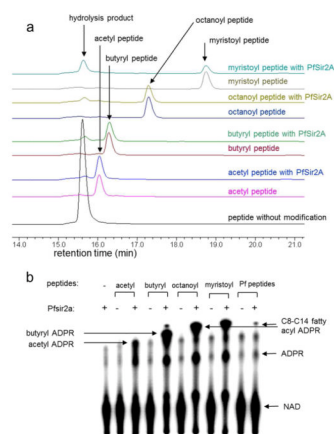 a
hydrolysis product
acetyl peptide
butyryl peptide
octanoyl peptide
myristoyl peptide
myristoyl peptide with PfSir2A
myristoyl peptide
octanoyl peptide with PfSir2A
octanoyl peptide
butyryl peptide with PfSir2A
butyryl peptide
acetyl peptide with PfSir2A
acetyl peptide
peptide without modification
14.0 15.0 16.0 17.0 18.0 19.0 20.0 21.0
retention time (min)
b
peptides: - acetyl butyryl octanoyl myristoyl Pf peptides
Pfsir2a: + - + - + - + - + - +
butyryl ADPR
acetyl ADPR
C8-C14 fatty
acyl ADPR
ADPR
NAD